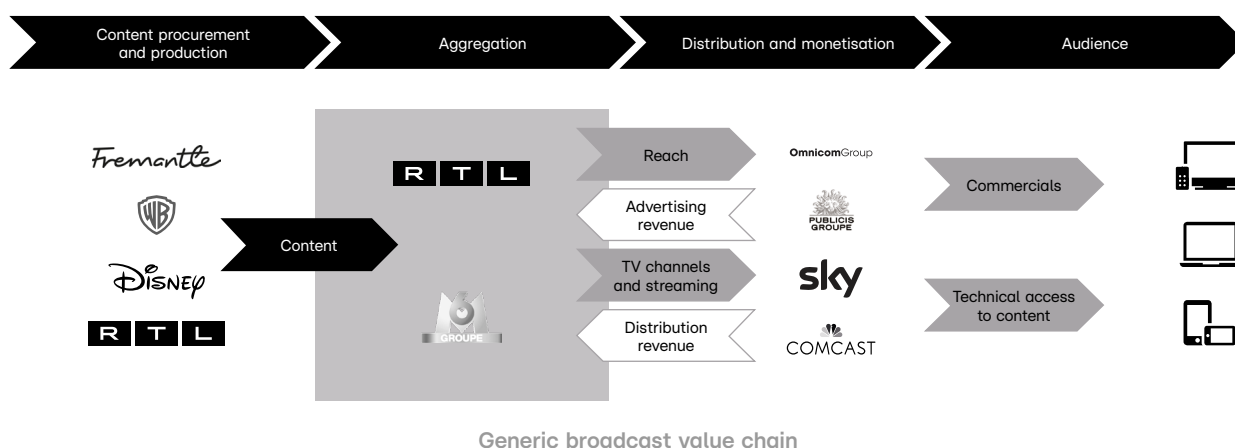 Content procurement
and production
Aggregation
Distribution and monetisation
Audience
Fremantle
WB
Disney
RTL
Content
RTL
GROUPE
Reach
Advertising
revenue
TV channels
and streaming
Distribution
revenue
OmnicomGroup
PUBLICIS
GROUPE
sky
COMCAST
Commercials
Technical access
to content
Generic broadcast value chain